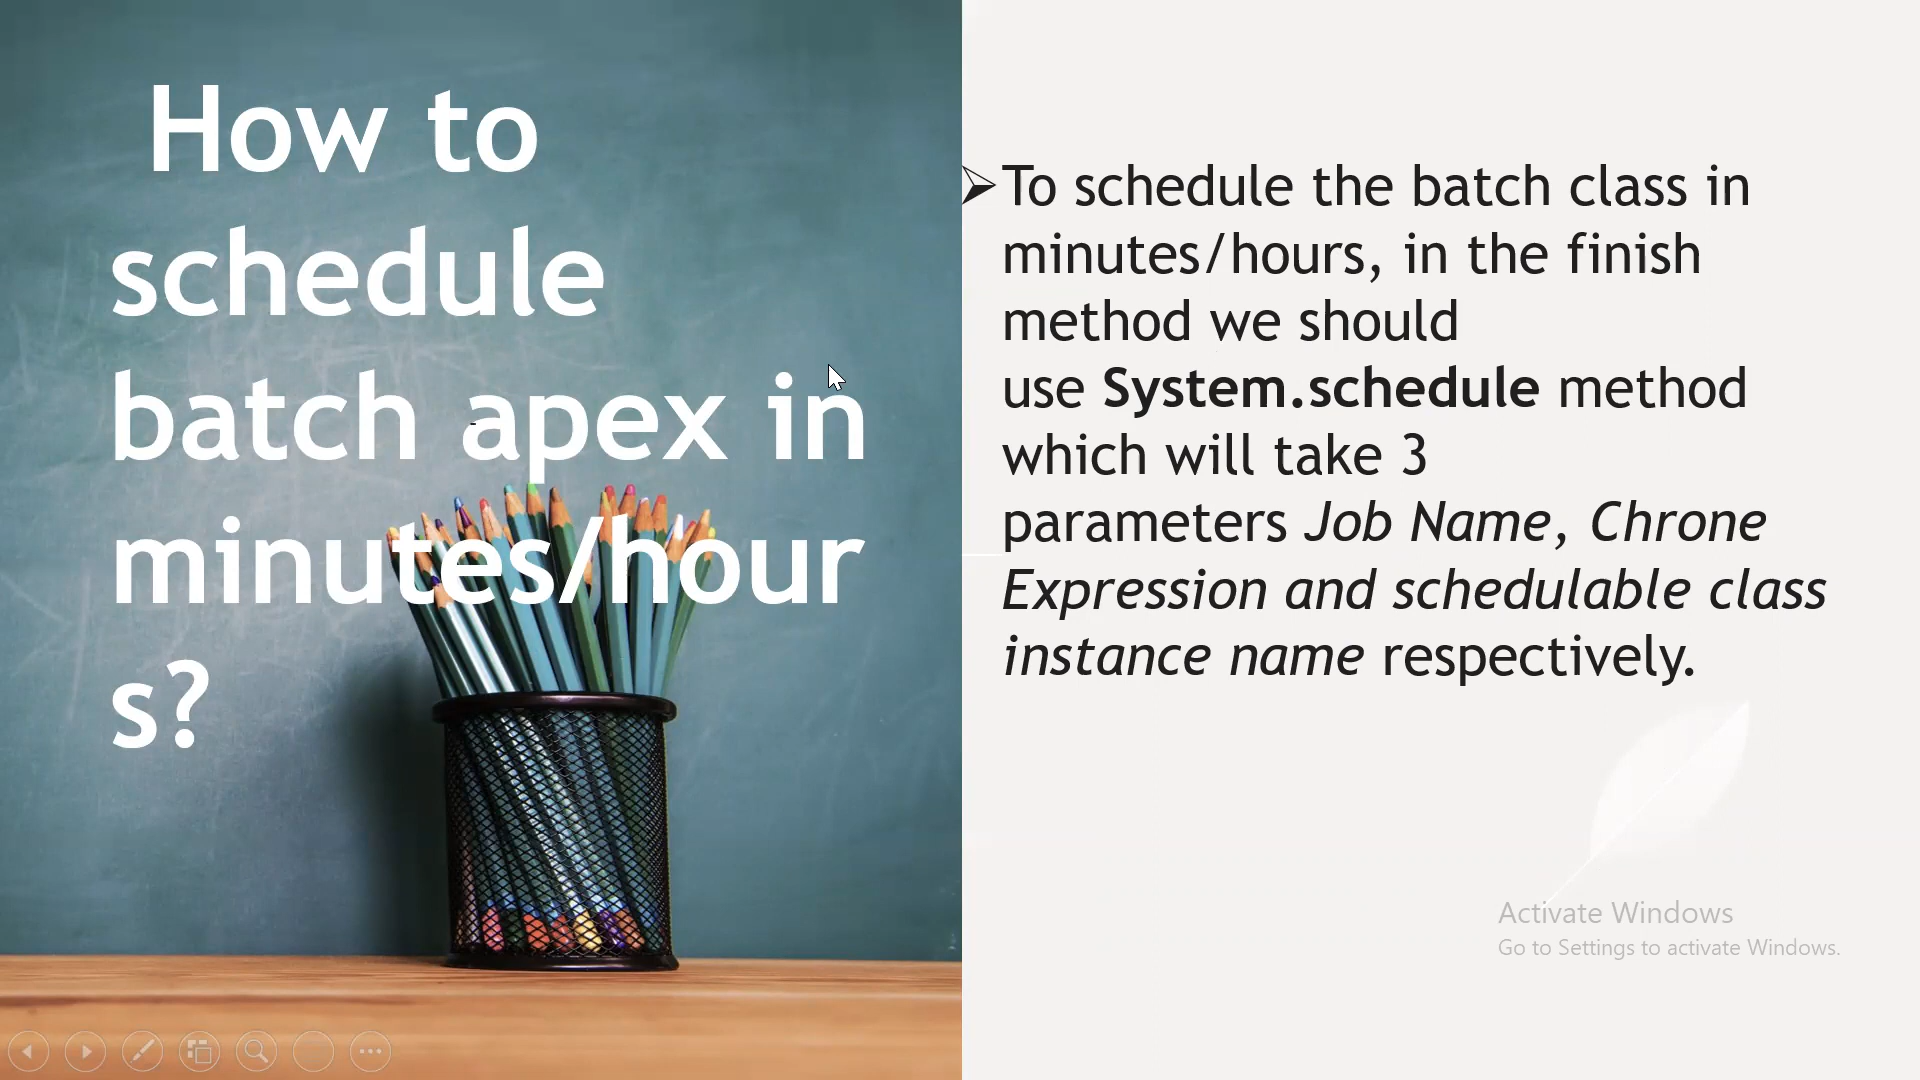 How to
schedule
batch apex in
minutes/hour
s?
➢To schedule the batch class in
minutes/hours, in the finish
method we should
use System.schedule method
which will take 3
parameters Job Name, Chrone
Expression and schedulable class
instance name respectively.
Activate Windows
Go to Settings to activate Windows.